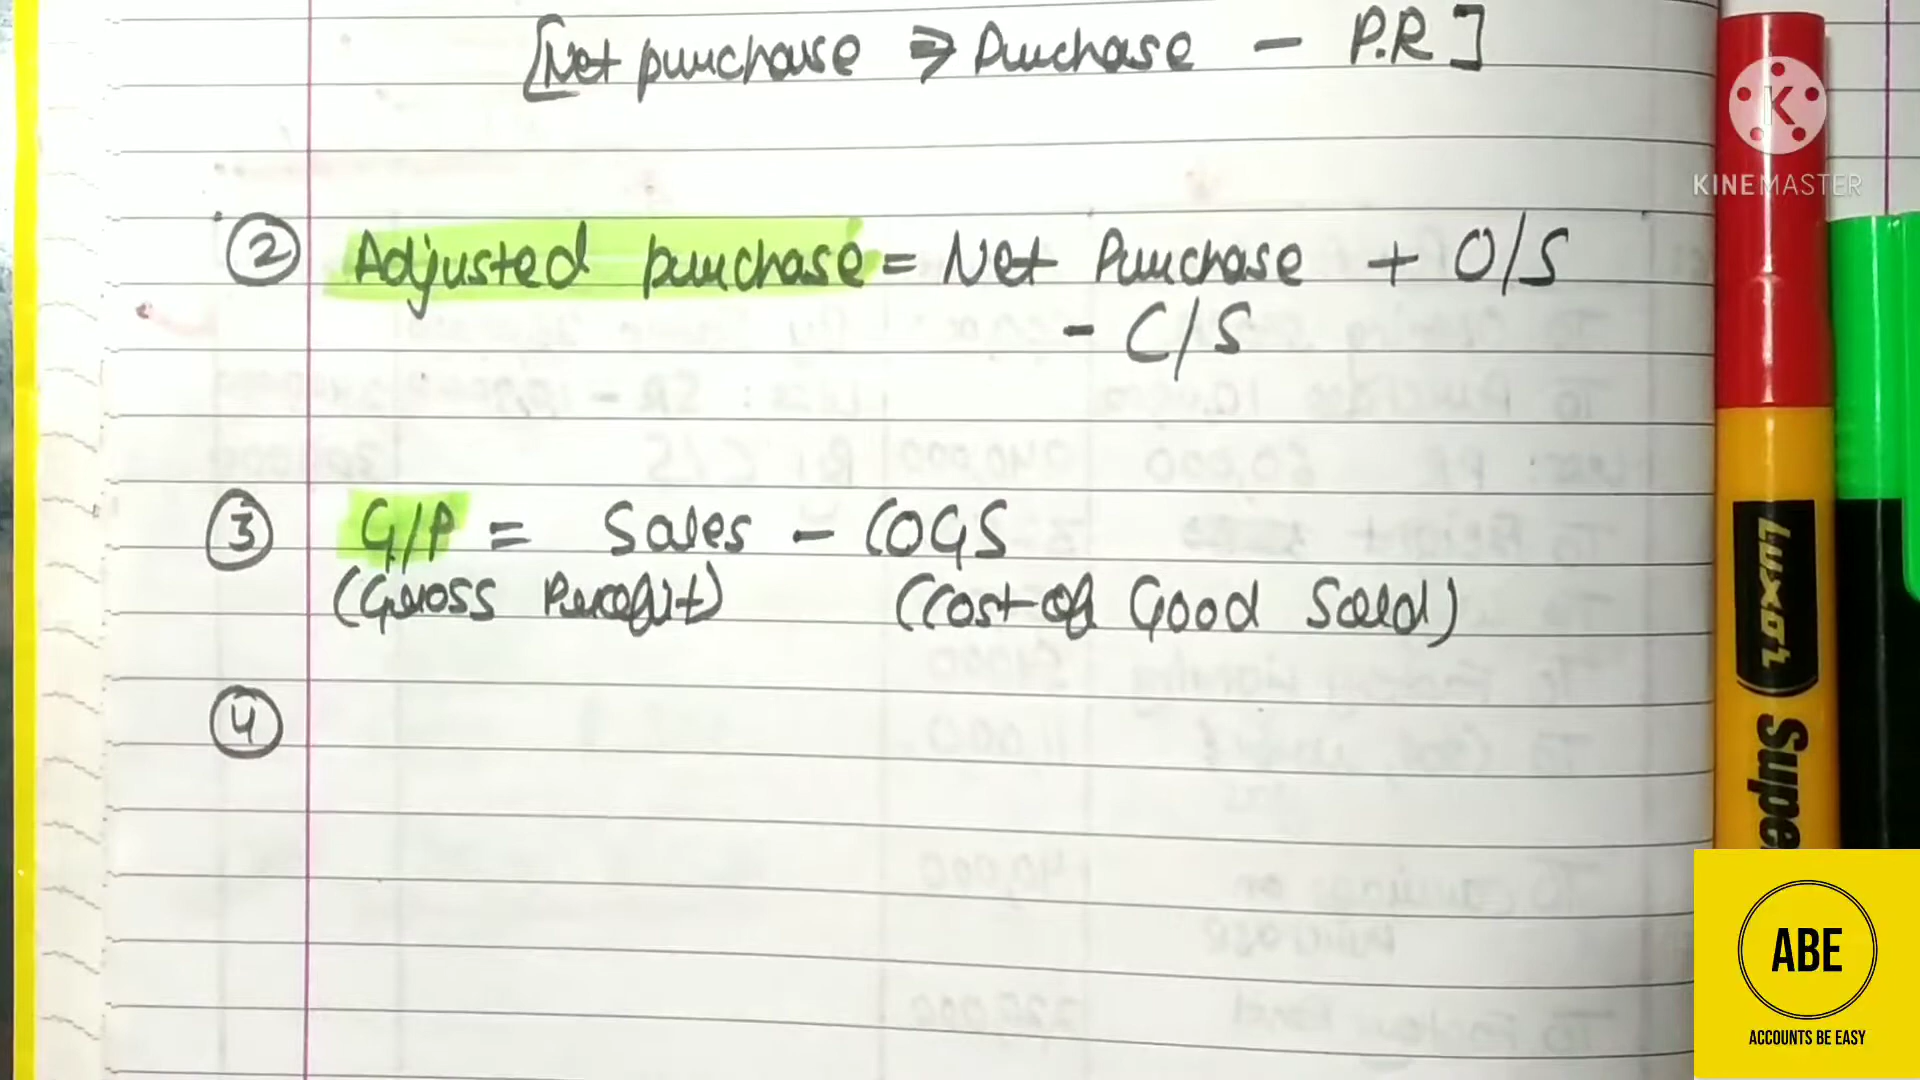 [Net purchase ⇒ Purchase - P.R]
KINEMASTER
② Adjusted purchase = Net Purchase + O/S
- C/S
③ G/P = Sales - COGS
(Gross Profit) (Cost of Good Sold)
④
Luxor
Supe
ABE
ACCOUNTS BE EASY